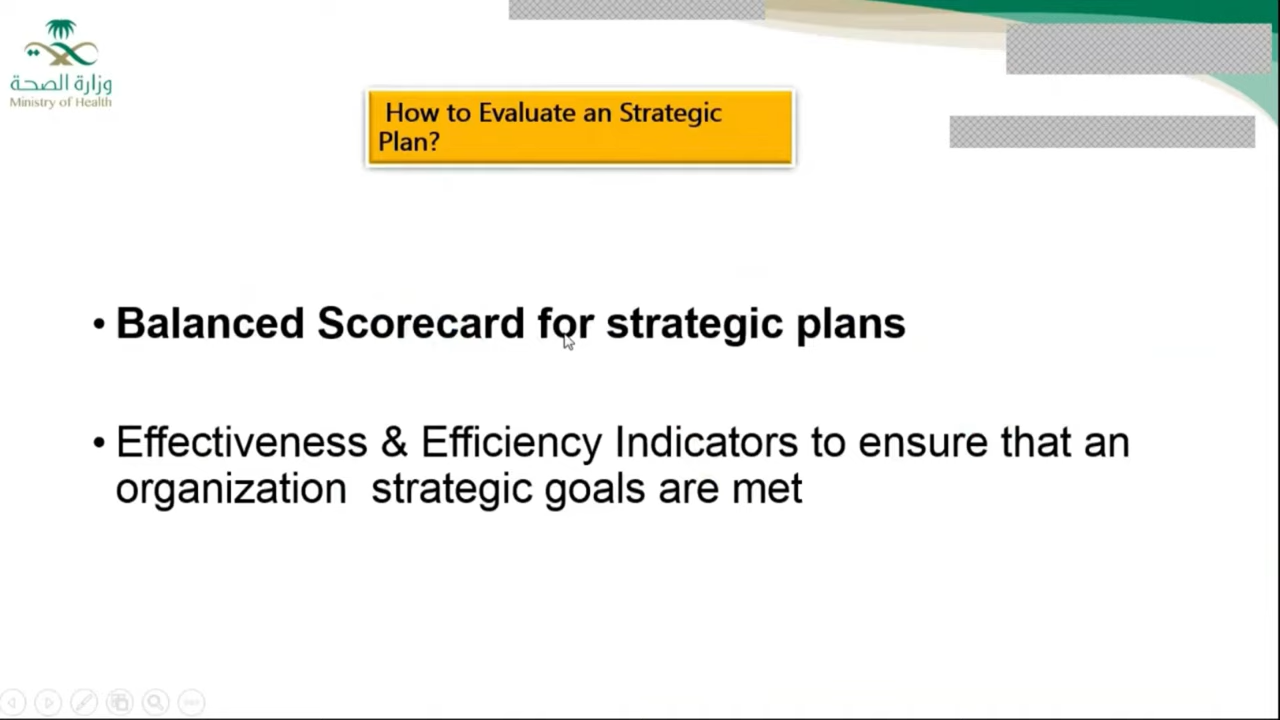 وزارة الصحة
Ministry of Health
How to Evaluate an Strategic
Plan?
• Balanced Scorecard for strategic plans
• Effectiveness & Efficiency Indicators to ensure that an
organization strategic goals are met